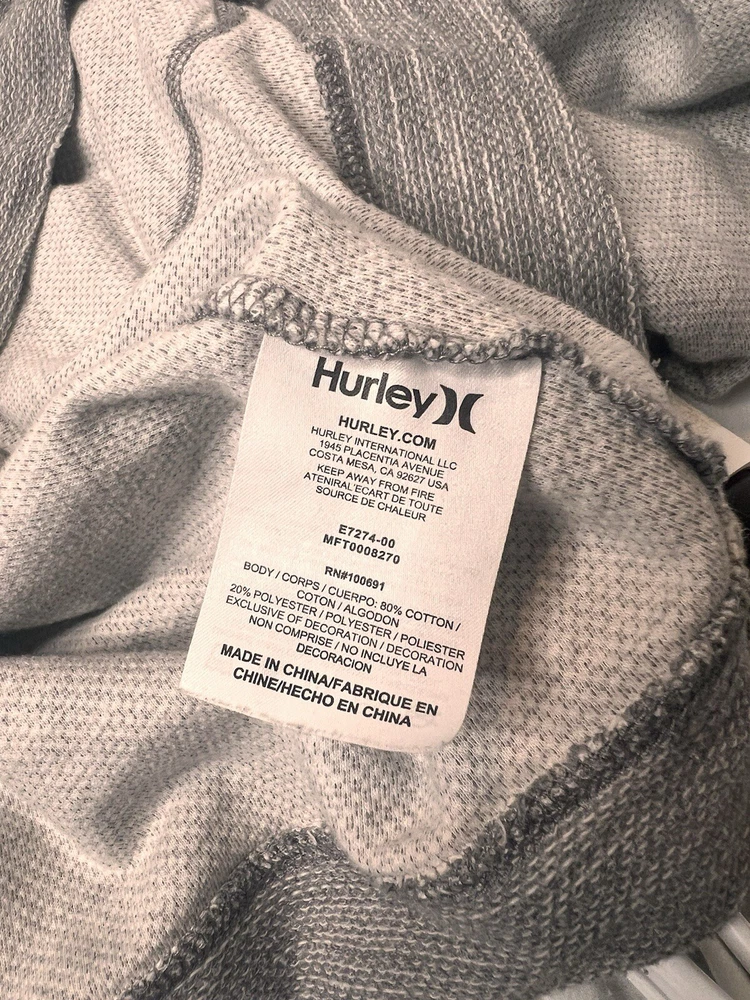 Hurley
HURLEY.COM
HURLEY INTERNATIONAL LLC
1945 PLACENTIA AVENUE
COSTA MESA, CA 92627 USA
KEEP AWAY FROM FIRE
ATENIRAL'ECART DE TOUTE
SOURCE DE CHALEUR
E7274-00
MFT0008270
RN#100691
BODY / CORPS / CUERPO: 80% COTTON /
COTON / ALGODON
20% POLYESTER / POLYESTER / POLIESTER
EXCLUSIVE OF DECORATION / DECORATION
NON COMPRISE / NO INCLUYE LA
DECORACION
MADE IN CHINA/FABRIQUE EN
CHINE/HECHO EN CHINA